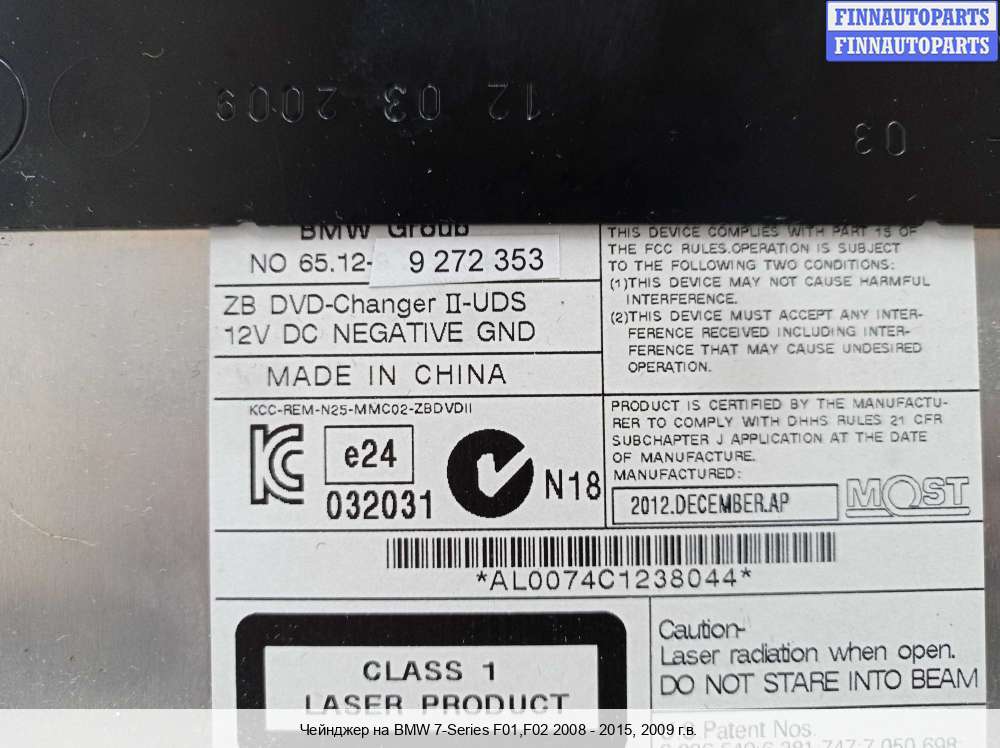 FINNAUTOPARTS
FINNAUTOPARTS
12 03 2009
03
BMW Group
NO 65.12- 9 272 353
ZB DVD-Changer II-UDS
12V DC NEGATIVE GND
MADE IN CHINA
KCC-REM-N25-MMC02-ZBDVDII
e24
032031
N18
THIS DEVICE COMPLIES WITH PART 15 OF
THE FCC RULES.OPERATION IS SUBJECT
TO THE FOLLOWING TWO CONDITIONS:
(1)THIS DEVICE MAY NOT CAUSE HARMFUL
INTERFERENCE.
(2)THIS DEVICE MUST ACCEPT ANY INTER-
FERENCE RECEIVED INCLUDING INTER-
FERENCE THAT MAY CAUSE UNDESIRED
OPERATION.
PRODUCT IS CERTIFIED BY THE MANUFACTU-
RER TO COMPLY WITH DHHS RULES 21 CFR
SUBCHAPTER J APPLICATION AT THE DATE
OF MANUFACTURE.
MANUFACTURED:
2012.DECEMBER.AP
MOST
*AL0074C1238044*
CLASS 1
LASER PRODUCT
Caution-
Laser radiation when open.
DO NOT STARE INTO BEAM
U.S.Patent Nos.
Чейнджер на BMW 7-Series F01,F02 2008 - 2015, 2009 г.в.